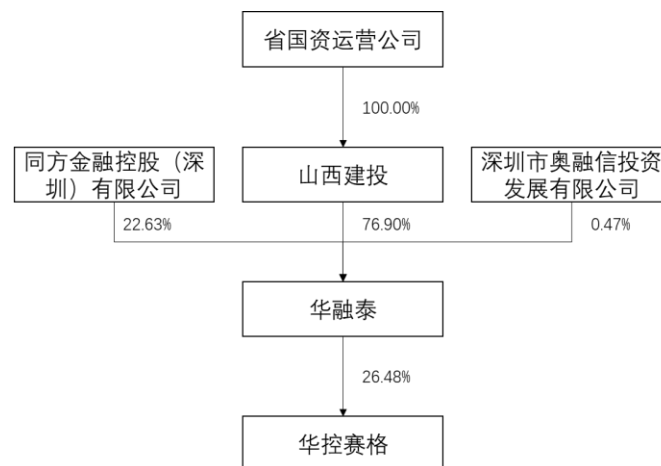 省国资运营公司
100.00%
同方金融控股（深
圳）有限公司
山西建投
深圳市奥融信投资
发展有限公司
22.63%
76.90%
0.47%
华融泰
26.48%
华控赛格